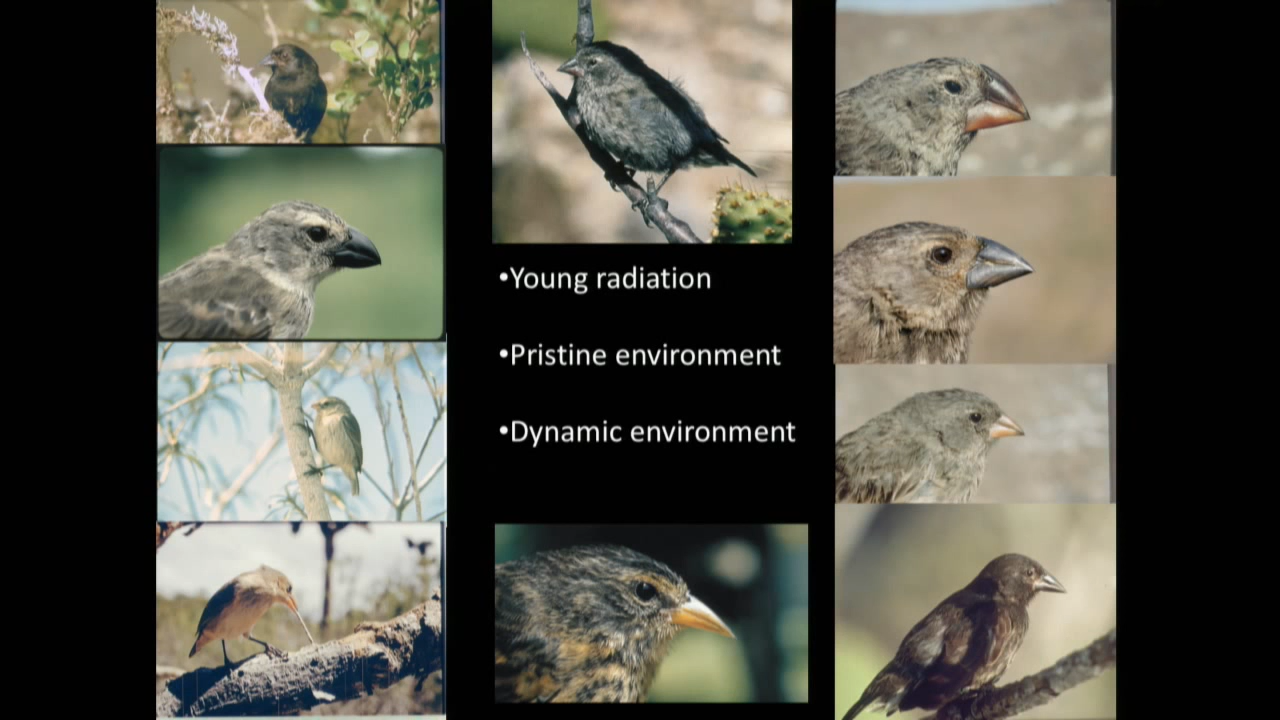 •Young radiation
•Pristine environment
•Dynamic environment